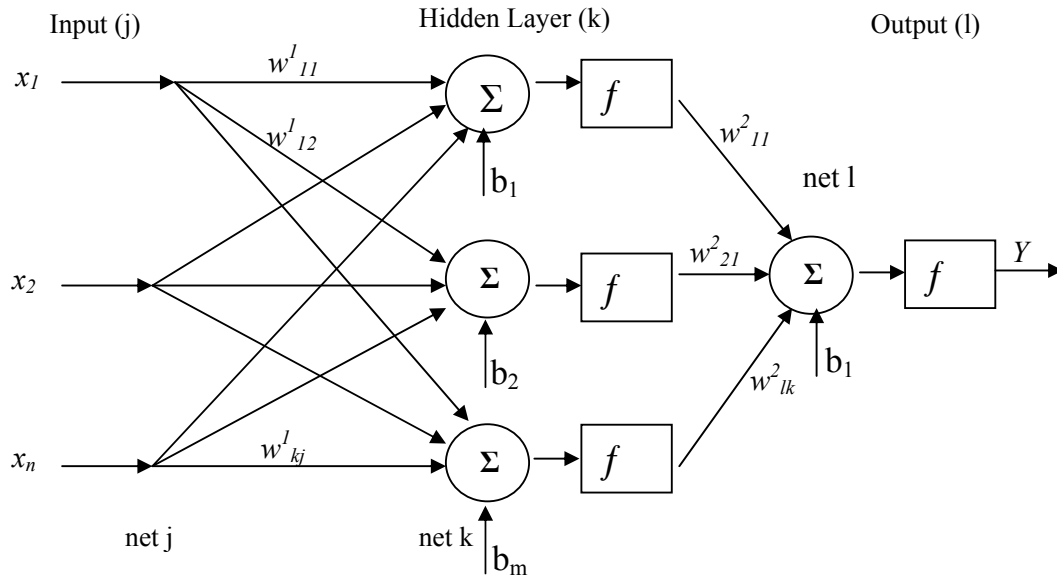 Input (j)
Hidden Layer (k)
Output (l)
x1
w¹11
Σ
f
w¹12
b1
w²11
net l
x2
Σ
f
w²21
Σ
f
Y
b2
b1
w²lk
xn
w¹kj
Σ
f
net j
net k
bm